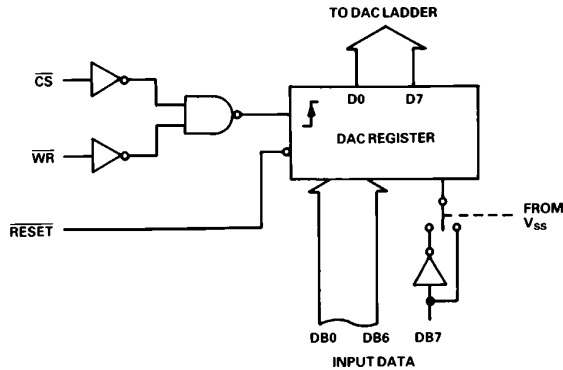 TO DAC LADDER
CS
D0 D7
DAC REGISTER
WR
RESET
FROM
VSS
DB0 DB6 DB7
INPUT DATA